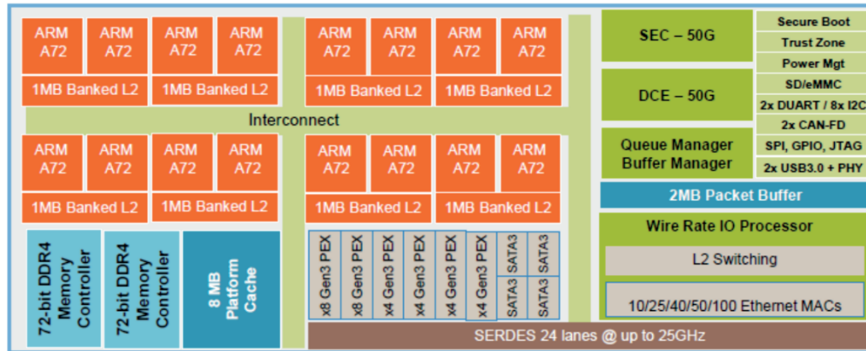 ARM
A72
ARM
A72
ARM
A72
ARM
A72
1MB Banked L2
1MB Banked L2
ARM
A72
ARM
A72
ARM
A72
ARM
A72
1MB Banked L2
1MB Banked L2
Interconnect
ARM
A72
ARM
A72
ARM
A72
ARM
A72
1MB Banked L2
1MB Banked L2
ARM
A72
ARM
A72
ARM
A72
ARM
A72
1MB Banked L2
1MB Banked L2
72-bit DDR4
Memory
Controller
72-bit DDR4
Memory
Controller
8 MB
Platform
Cache
x8 Gen3 PEX
x8 Gen3 PEX
x4 Gen3 PEX
x4 Gen3 PEX
x4 Gen3 PEX
x4 Gen3 PEX
SATA3
SATA3
SATA3
SATA3
SERDES 24 lanes @ up to 25GHz
SEC – 50G
DCE – 50G
Queue Manager
Buffer Manager
Secure Boot
Trust Zone
Power Mgt
SD/eMMC
2x DUART / 8x I2C
2x CAN-FD
SPI, GPIO, JTAG
2x USB3.0 + PHY
2MB Packet Buffer
Wire Rate IO Processor
L2 Switching
10/25/40/50/100 Ethernet MACs